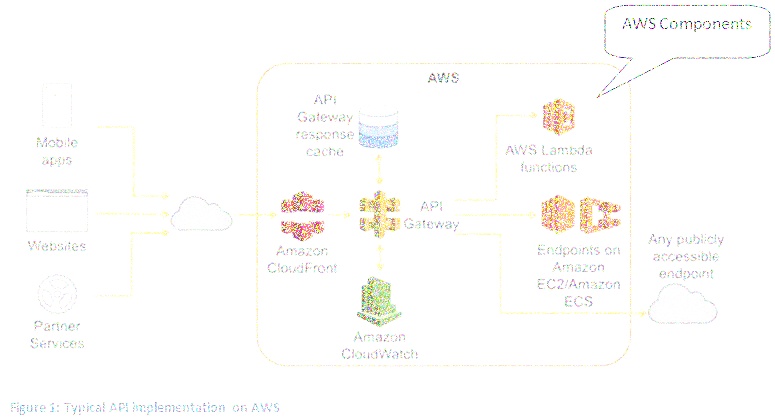 AWS Components
AWS
API
Gateway
response
cache
Mobile
apps
AWS Lambda
functions
Websites
API
Gateway
Amazon
CloudFront
Endpoints on
Amazon
EC2/Amazon
ECS
Any publicly
accessible
endpoint
Partner
Services
Amazon
CloudWatch
Figure 1: Typical API implementation on AWS